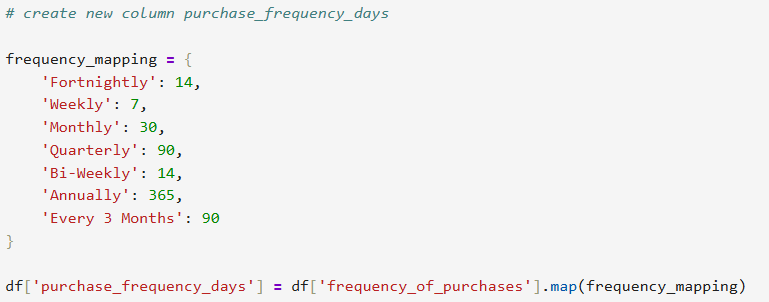 # create new column purchase_frequency_days
frequency_mapping = {
    'Fortnightly': 14,
    'Weekly': 7,
    'Monthly': 30,
    'Quarterly': 90,
    'Bi-Weekly': 14,
    'Annually': 365,
    'Every 3 Months': 90
}
df['purchase_frequency_days'] = df['frequency_of_purchases'].map(frequency_mapping)